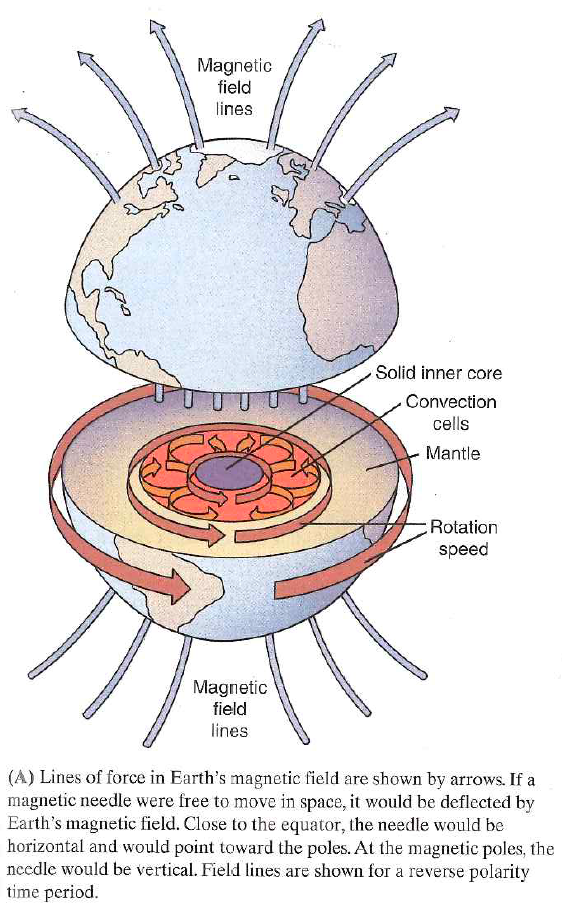 Magnetic
field
lines
Solid inner core
Convection
cells
Mantle
Rotation
speed
Magnetic
field
lines
(A) Lines of force in Earth's magnetic field are shown by arrows. If a
magnetic needle were free to move in space, it would be deflected by
Earth's magnetic field. Close to the equator, the needle would be
horizontal and would point toward the poles. At the magnetic poles, the
needle would be vertical. Field lines are shown for a reverse polarity
time period.